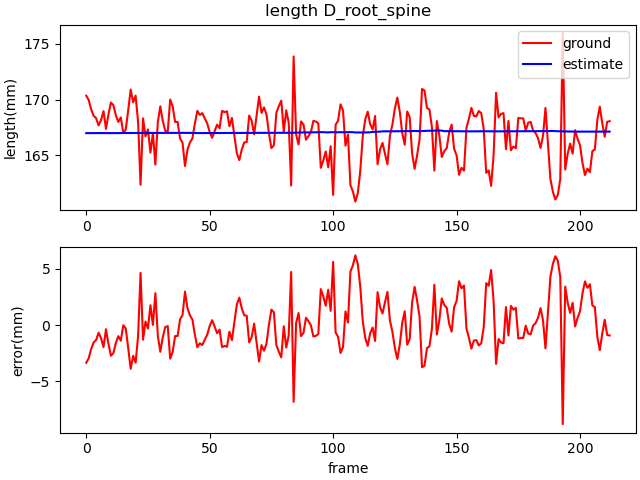 length D_root_spine
length(mm)
175
170
165
ground
estimate
0
50
100
150
200
error(mm)
5
0
−5
0
50
100
150
200
frame